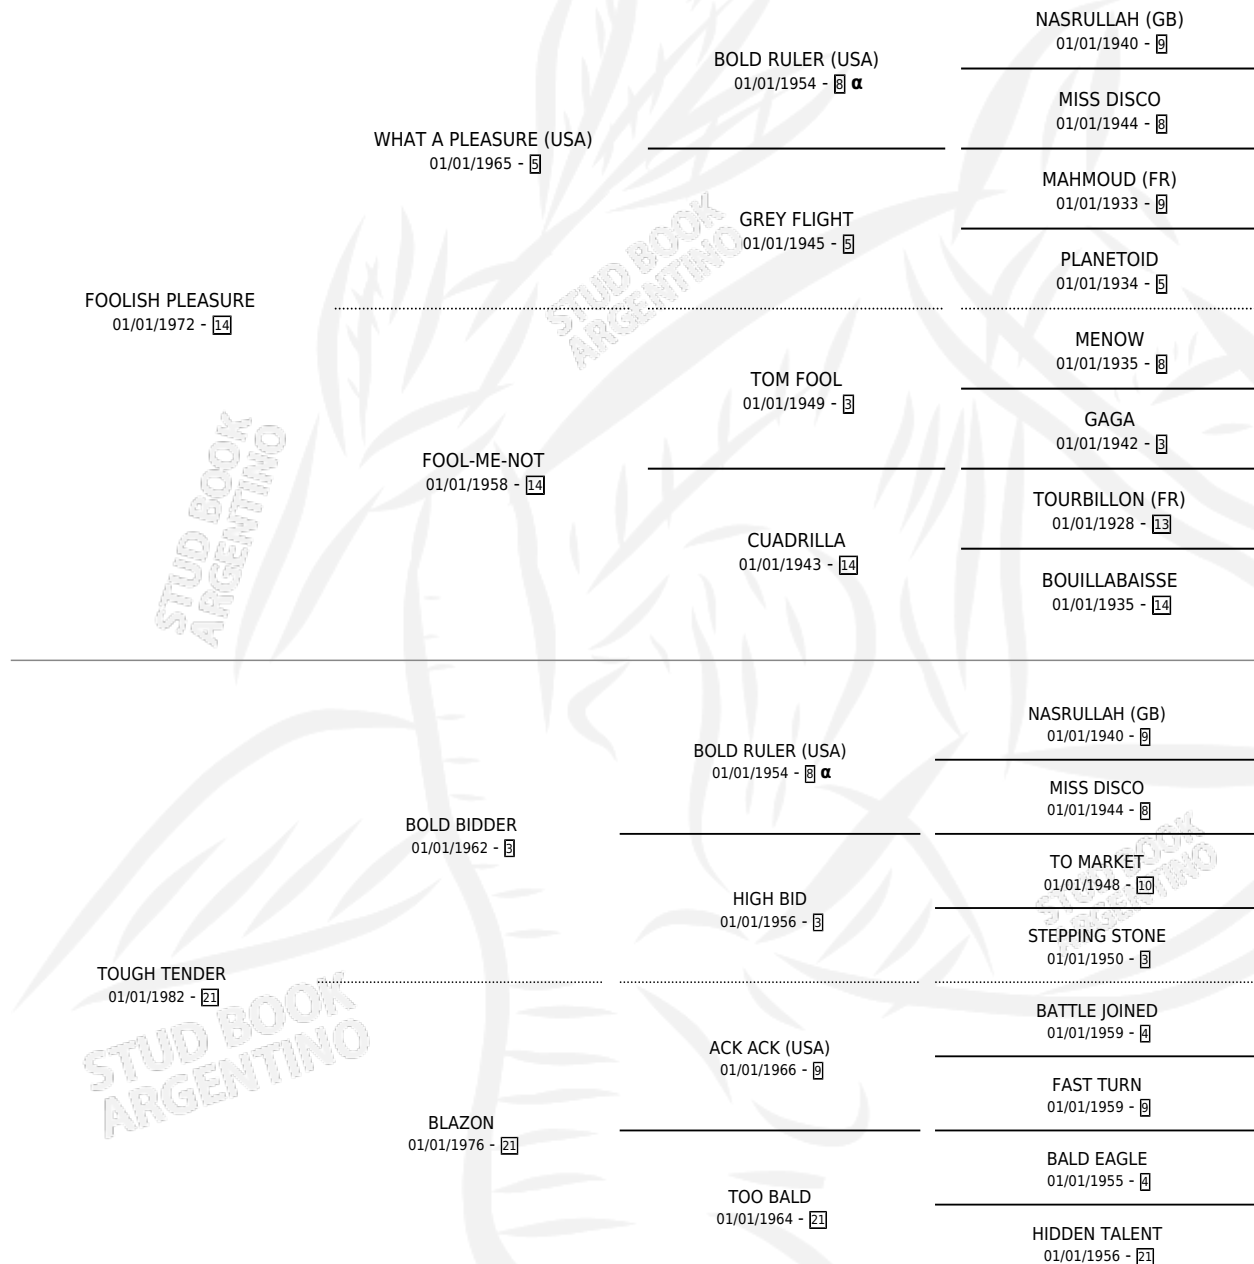 NASRULLAH (GB)
01/01/1940 - 9
BOLD RULER (USA)
01/01/1954 - 8 α
MISS DISCO
01/01/1944 - 8
WHAT A PLEASURE (USA)
01/01/1965 - 5
MAHMOUD (FR)
01/01/1933 - 9
GREY FLIGHT
01/01/1945 - 5
PLANETOID
01/01/1934 - 5
FOOLISH PLEASURE
01/01/1972 - 14
MENOW
01/01/1935 - 8
TOM FOOL
01/01/1949 - 3
GAGA
01/01/1942 - 3
FOOL-ME-NOT
01/01/1958 - 14
TOURBILLON (FR)
01/01/1928 - 13
CUADRILLA
01/01/1943 - 14
BOUILLABAISSE
01/01/1935 - 14
STUD BOOK
ARGENTINO
STUD BOOK
ARGENTINO
NASRULLAH (GB)
01/01/1940 - 9
BOLD RULER (USA)
01/01/1954 - 8 α
MISS DISCO
01/01/1944 - 8
BOLD BIDDER
01/01/1962 - 3
TO MARKET
01/01/1948 - 10
HIGH BID
01/01/1956 - 3
STEPPING STONE
01/01/1950 - 3
TOUGH TENDER
01/01/1982 - 21
BATTLE JOINED
01/01/1959 - 4
ACK ACK (USA)
01/01/1966 - 9
FAST TURN
01/01/1959 - 9
BLAZON
01/01/1976 - 21
BALD EAGLE
01/01/1955 - 4
TOO BALD
01/01/1964 - 21
HIDDEN TALENT
01/01/1956 - 21
STUD BOOK
ARGENTINO
STUD BOOK
ARGENTINO